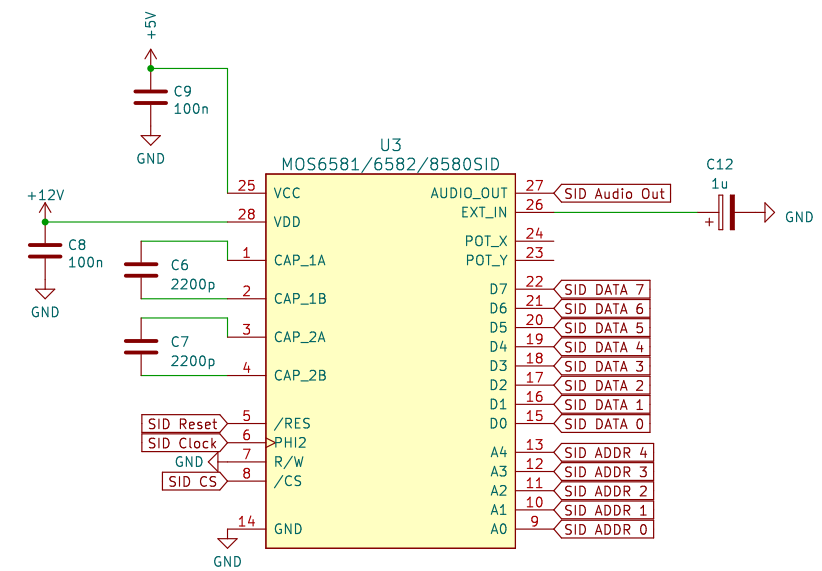 +5V
C9
100n
GND
+12V
C8
100n
GND
C6
2200p
C7
2200p
U3
MOS6581/6582/8580SID
25 VCC
28 VDD
1 CAP_1A
2 CAP_1B
3 CAP_2A
4 CAP_2B
SID Reset 5 /RES
SID Clock 6 PHI2
GND 7 R/W
SID CS 8 /CS
14 GND
GND
AUDIO_OUT 27 SID Audio Out
EXT_IN 26
POT_X 24
POT_Y 23
D7 22 SID DATA 7
D6 21 SID DATA 6
D5 20 SID DATA 5
D4 19 SID DATA 4
D3 18 SID DATA 3
D2 17 SID DATA 2
D1 16 SID DATA 1
D0 15 SID DATA 0
A4 13 SID ADDR 4
A3 12 SID ADDR 3
A2 11 SID ADDR 2
A1 10 SID ADDR 1
A0 9 SID ADDR 0
C12
1u
+
GND